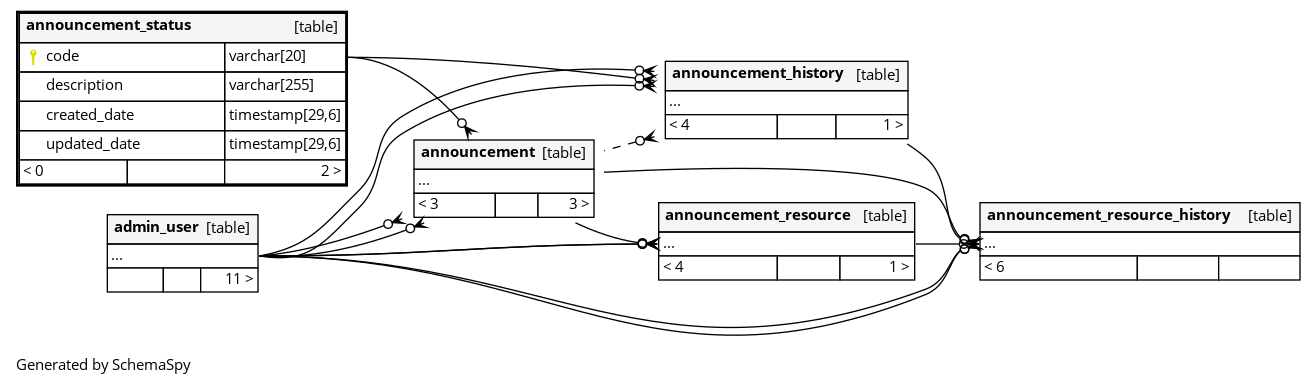 announcement_status [table]
code varchar[20]
description varchar[255]
created_date timestamp[29,6]
updated_date timestamp[29,6]
< 0 2 >
announcement_history [table]
...
< 4 1 >
announcement [table]
...
< 3 3 >
admin_user [table]
...
11 >
announcement_resource [table]
...
< 4 1 >
announcement_resource_history [table]
...
< 6
Generated by SchemaSpy